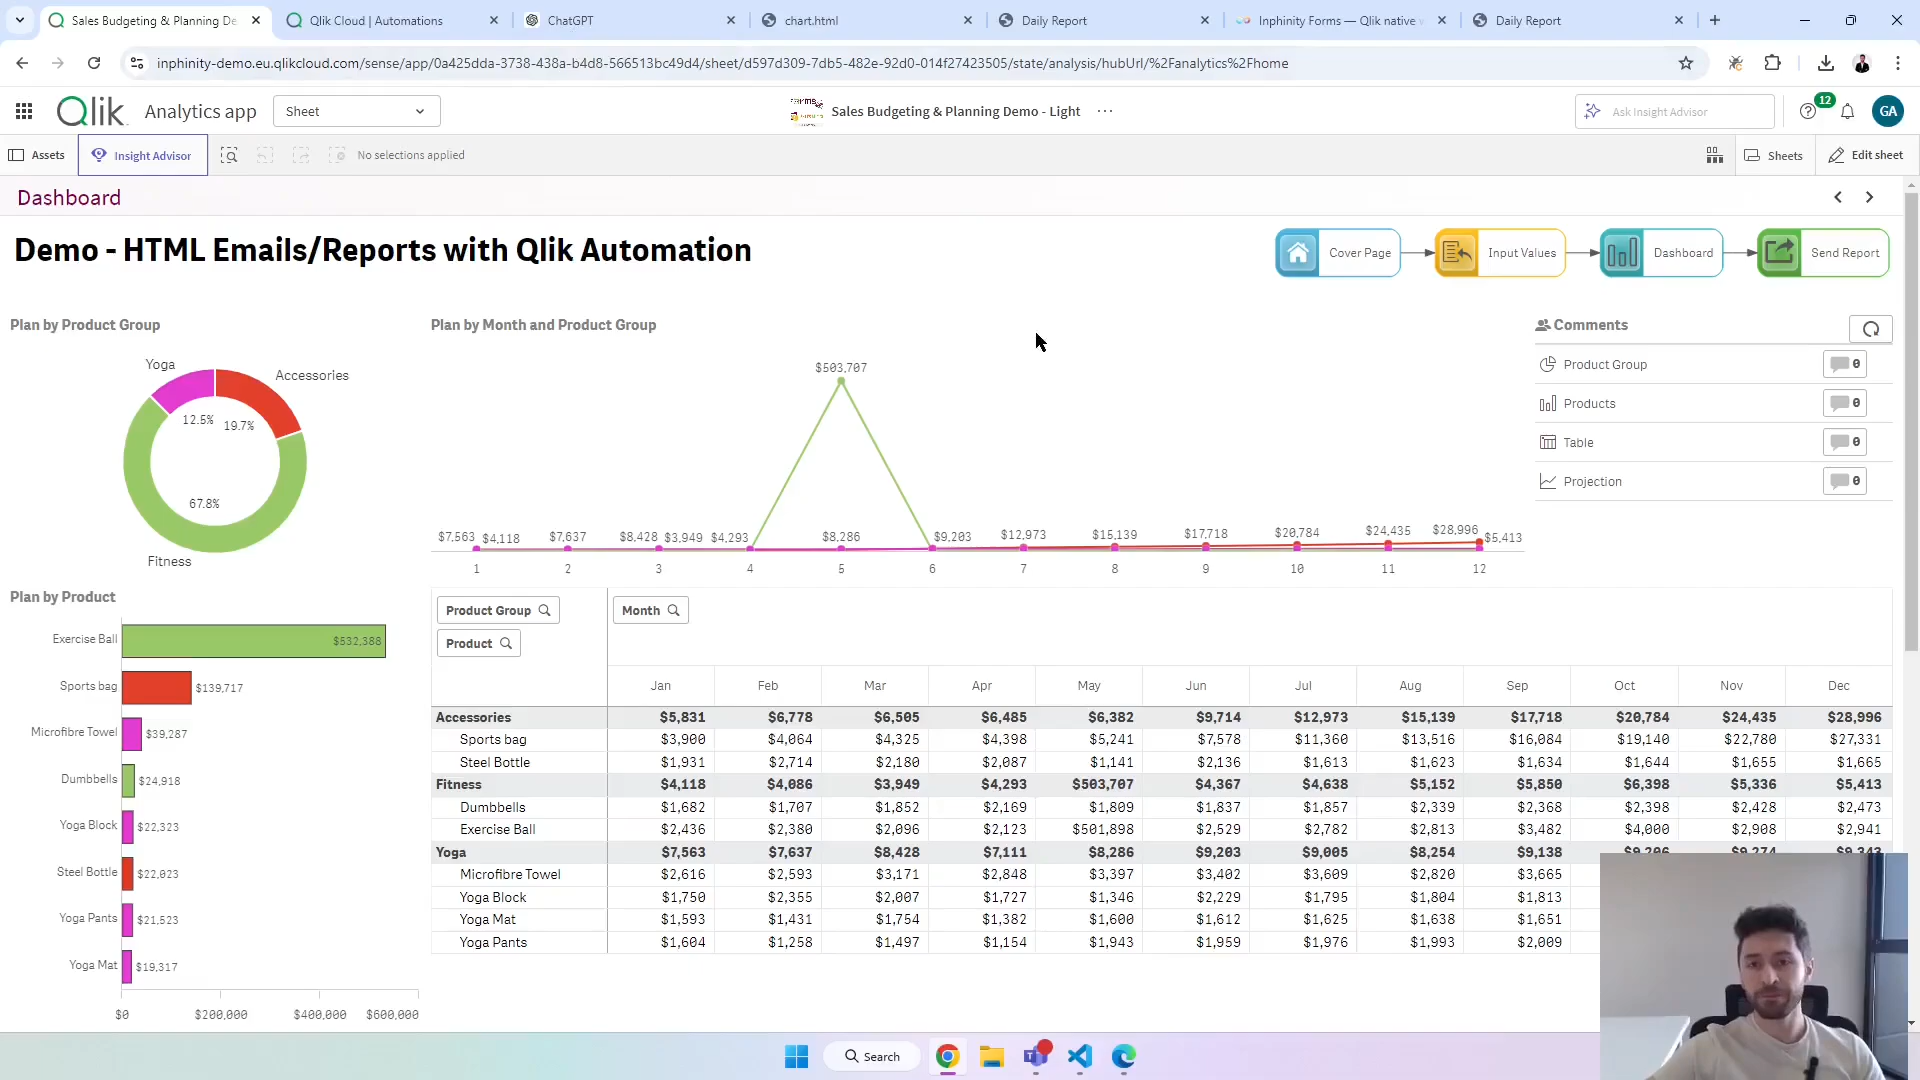 Sales Budgeting & Planning De
Qlik Cloud | Automations
ChatGPT
chart.html
Daily Report
Inphinity Forms — Qlik native
Daily Report
inphinity-demo.eu.qlikcloud.com/sense/app/0a425dda-3738-438a-b4d8-566513bc49d4/sheet/d597d309-7db5-482e-92d0-014f27423505/state/analysis/hubUrl/%2Fanalytics%2Fhome
Qlik
Analytics app
Sheet
Sales Budgeting & Planning Demo - Light
Ask Insight Advisor
12
GA
Assets
Insight Advisor
No selections applied
Sheets
Edit sheet
Dashboard
Demo - HTML Emails/Reports with Qlik Automation
Cover Page
Input Values
Dashboard
Send Report
Plan by Product Group
Yoga
Accessories
12.5%
19.7%
67.8%
Fitness
Plan by Month and Product Group
$503,707
$7,563 $4,118 $7,637 $8,428 $3,949 $4,293 $8,286 $9,203 $12,973 $15,139 $17,718 $20,784 $24,435 $28,996 $5,413
1 2 3 4 5 6 7 8 9 10 11 12
Comments
Product Group 0
Products 0
Table 0
Projection 0
Plan by Product
Exercise Ball $532,388
Sports bag $139,717
Microfibre Towel $39,287
Dumbbells $24,918
Yoga Block $22,323
Steel Bottle $22,023
Yoga Pants $21,523
Yoga Mat $19,317
$0 $200,000 $400,000 $600,000
Product Group
Month
Product
Jan Feb Mar Apr May Jun Jul Aug Sep Oct Nov Dec
Accessories $5,831 $6,778 $6,505 $6,485 $6,382 $9,714 $12,973 $15,139 $17,718 $20,784 $24,435 $28,996
Sports bag $3,900 $4,064 $4,325 $4,398 $5,241 $7,578 $11,360 $13,516 $16,084 $19,140 $22,780 $27,331
Steel Bottle $1,931 $2,714 $2,180 $2,087 $1,141 $2,136 $1,613 $1,623 $1,634 $1,644 $1,655 $1,665
Fitness $4,118 $4,086 $3,949 $4,293 $503,707 $4,367 $4,638 $5,152 $5,850 $6,398 $5,336 $5,413
Dumbbells $1,682 $1,707 $1,852 $2,169 $1,809 $1,837 $1,857 $2,339 $2,368 $2,398 $2,428 $2,473
Exercise Ball $2,436 $2,380 $2,096 $2,123 $501,898 $2,529 $2,782 $2,813 $3,482 $4,000 $2,908 $2,941
Yoga $7,563 $7,637 $8,428 $7,111 $8,286 $9,203 $9,005 $8,254 $9,138
Microfibre Towel $2,616 $2,593 $3,171 $2,848 $3,397 $3,402 $3,609 $2,820 $3,665
Yoga Block $1,750 $2,355 $2,007 $1,727 $1,346 $2,229 $1,795 $1,804 $1,813
Yoga Mat $1,593 $1,431 $1,754 $1,382 $1,600 $1,612 $1,625 $1,638 $1,651
Yoga Pants $1,604 $1,258 $1,497 $1,154 $1,943 $1,959 $1,976 $1,993 $2,009
Search